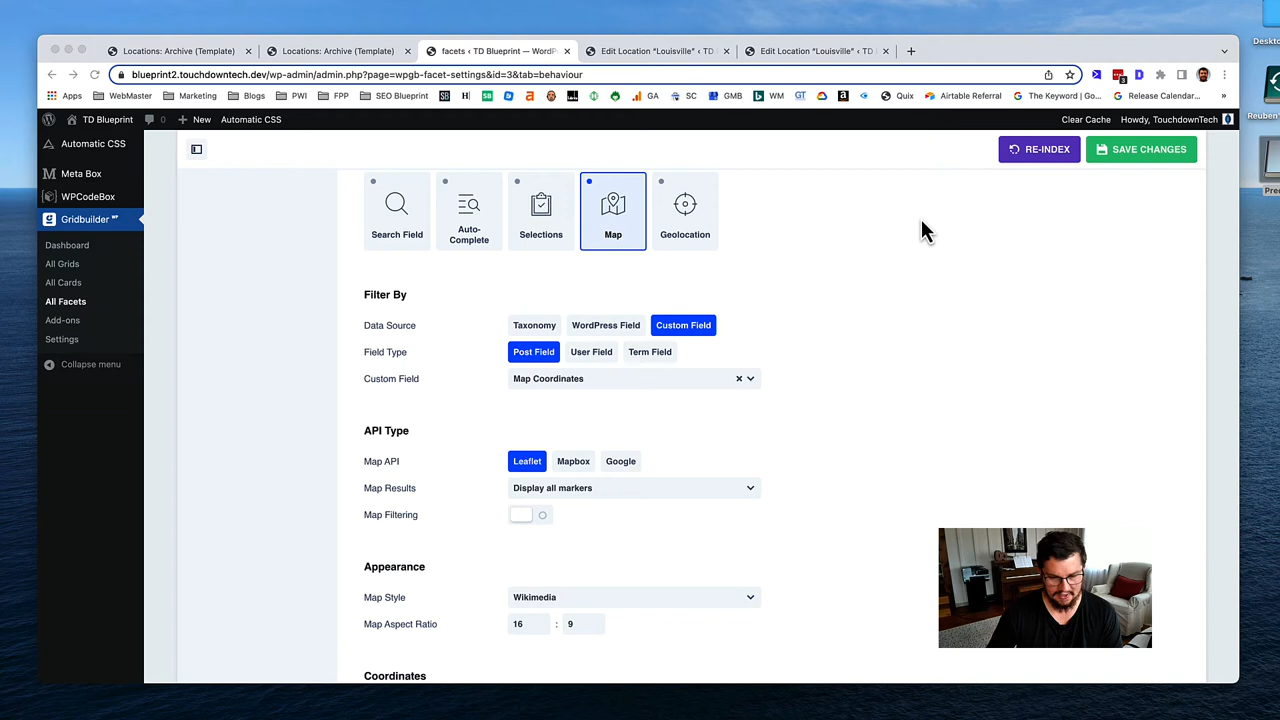 Locations: Archive (Template)
Locations: Archive (Template)
facets ‹ TD Blueprint — WordP
Edit Location "Louisville" ‹ TD
Edit Location "Louisville" ‹ TD
Desktop
blueprint2.touchdowntech.dev/wp-admin/admin.php?page=wpgb-facet-settings&id=3&tab=behaviour
Apps WebMaster Marketing Blogs PWI FPP SEO Blueprint GA SC GMB WM GT Quix Airtable Referral The Keyword | Go... Release Calendar... »
TD Blueprint 0 + New Automatic CSS Clear Cache Howdy, TouchdownTech
Reuben'
Automatic CSS
RE-INDEX
SAVE CHANGES
Meta Box
WPCodeBox
Gridbuilder WP
Dashboard
All Grids
All Cards
All Facets
Add-ons
Settings
Collapse menu
Search Field
Auto-
Complete
Selections
Map
Geolocation
Filter By
Data Source Taxonomy WordPress Field Custom Field
Field Type Post Field User Field Term Field
Custom Field Map Coordinates
API Type
Map API Leaflet Mapbox Google
Map Results Display all markers
Map Filtering
Appearance
Map Style Wikimedia
Map Aspect Ratio 16 : 9
Coordinates